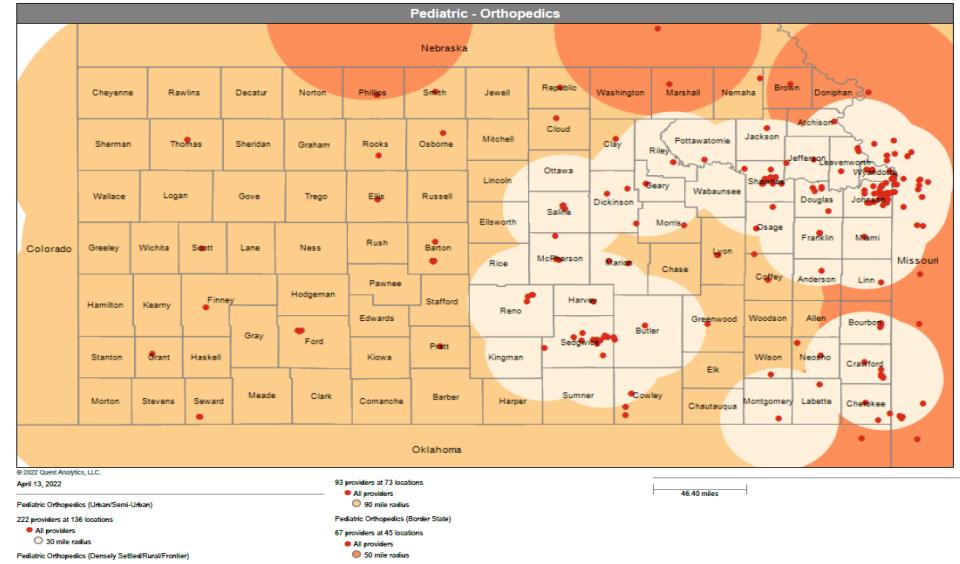 Pediatric - Orthopedics
Nebraska
Cheyenne Rawlins Decatur Norton Phillips Smith Jewell Republic Washington Marshall Nemaha Brown Doniphan
Atchison
Sherman Thomas Sheridan Graham Rooks Osborne Mitchell Cloud Clay Riley Pottawatomie Jackson
Jefferson Leavenworth
Wyandotte
Lincoln Ottawa
Wallace Logan Gove Trego Ellis Russell Dickinson Geary Wabaunsee Shawnee Douglas Johnson
Ellsworth Saline Morris Osage
Colorado Greeley Wichita Scott Lane Ness Rush Barton Franklin Miami
Rice McPherson Marion Chase Lyon Missouri
Coffey Anderson Linn
Hamilton Kearny Finney Hodgeman Pawnee Stafford Reno Harvey
Gray Ford Edwards Greenwood Woodson Allen Bourbon
Stanton Grant Haskell Kiowa Pratt Kingman Sedgwick Butler Wilson Neosho Crawford
Elk
Morton Stevens Seward Meade Clark Comanche Barber Harper Sumner Cowley Chautauqua Montgomery Labette Cherokee
Oklahoma
© 2022 Quest Analytics, LLC.
April 13, 2022
Pediatric Orthopedics (Urban/Semi-Urban)
222 providers at 136 locations
All providers
30 mile radius
Pediatric Orthopedics (Densely Settled/Rural/Frontier)
93 providers at 73 locations
All providers
90 mile radius
Pediatric Orthopedics (Border State)
67 providers at 45 locations
All providers
50 mile radius
46.40 miles